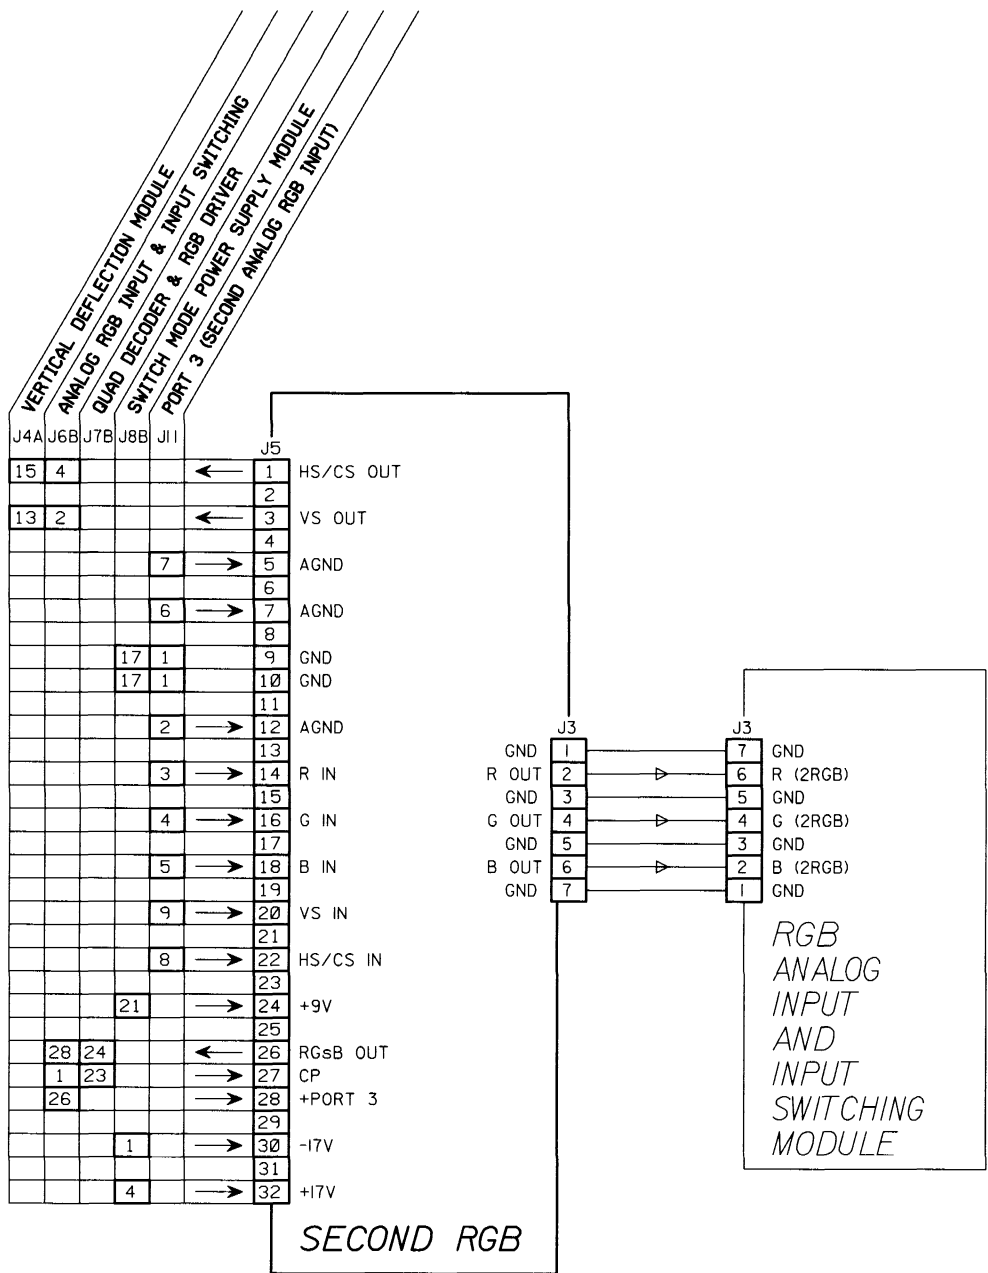 VERTICAL DEFLECTION MODULE
ANALOG RGB INPUT & INPUT SWITCHING
QUAD DECODER & RGB DRIVER
SWITCH MODE POWER SUPPLY MODULE
PORT 3 (SECOND ANALOG RGB INPUT)
J4A J6B J7B J8B J11
J5
15 4 1 HS/CS OUT
2
13 2 3 VS OUT
4
7 5 AGND
6
6 7 AGND
8
17 1 9 GND
17 1 10 GND
11
2 12 AGND
13
3 14 R IN
15
4 16 G IN
17
5 18 B IN
19
9 20 VS IN
21
8 22 HS/CS IN
23
21 24 +9V
25
28 24 26 RGsB OUT
1 23 27 CP
26 28 +PORT 3
29
1 30 -17V
31
4 32 +17V
SECOND RGB
J3 J3
GND 1 7 GND
R OUT 2 6 R (2RGB)
GND 3 5 GND
G OUT 4 4 G (2RGB)
GND 5 3 GND
B OUT 6 2 B (2RGB)
GND 7 1 GND
RGB
ANALOG
INPUT
AND
INPUT
SWITCHING
MODULE